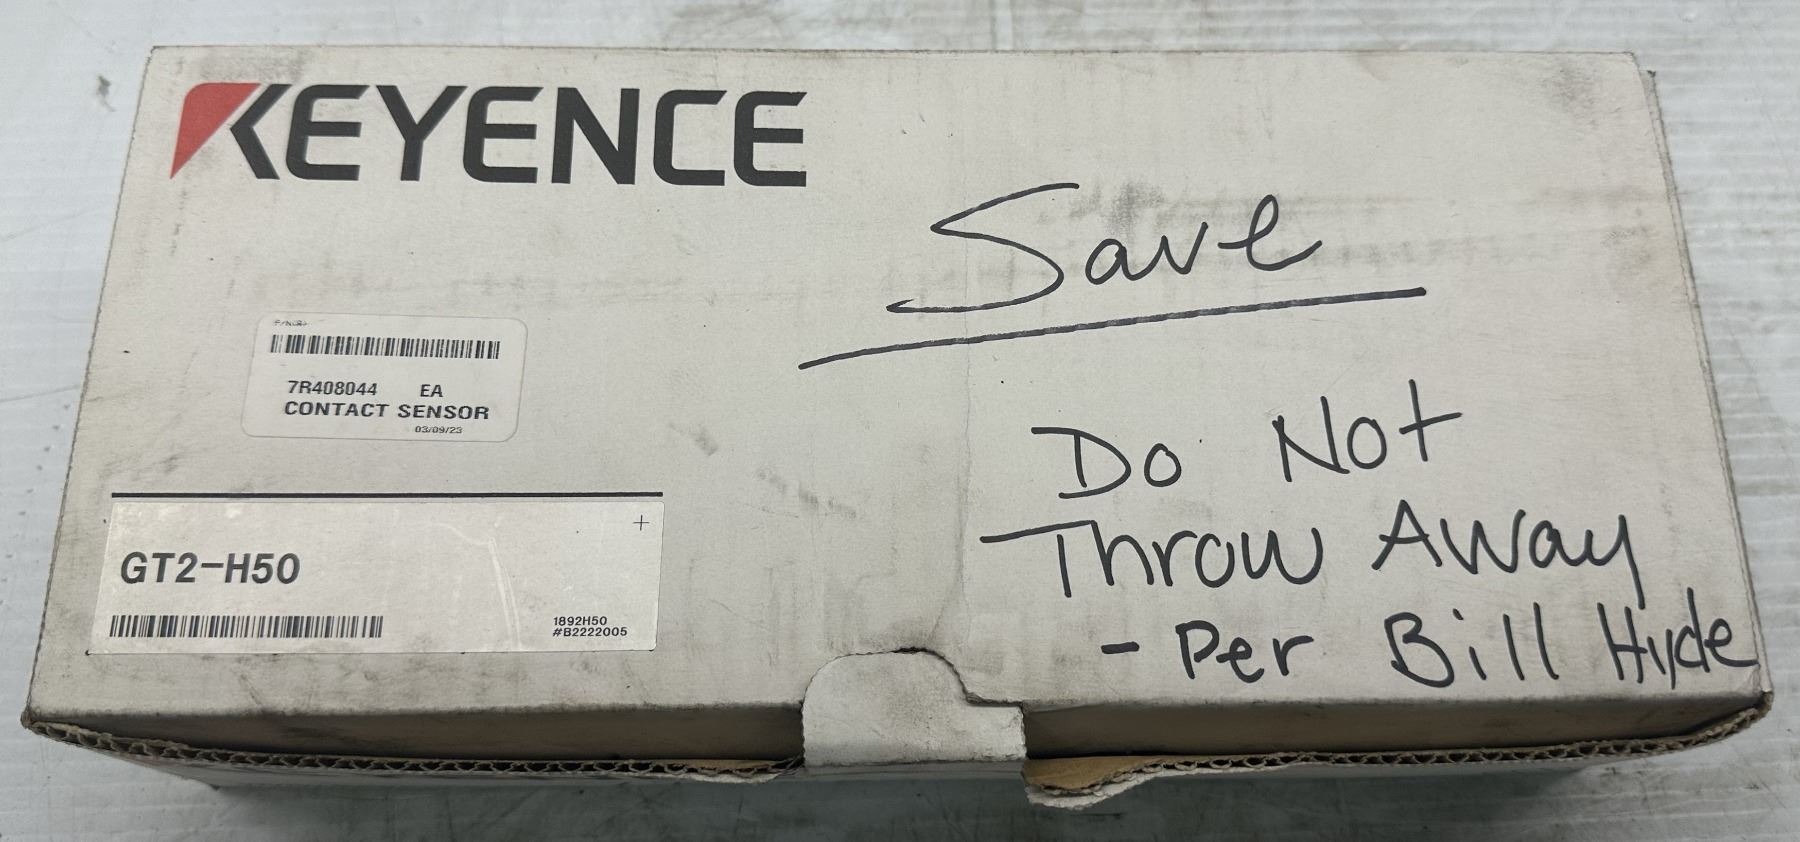 KEYENCE
Save
7R408044 EA
CONTACT SENSOR
03/09/23
Do Not
Throw Away
- Per Bill Hyde
+
GT2-H50
1892H50
#B2222005